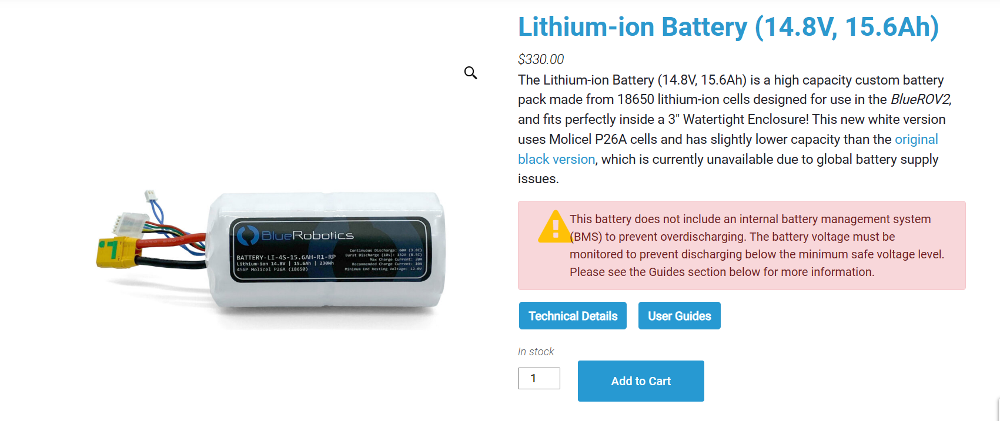 Lithium-ion Battery (14.8V, 15.6Ah)
$330.00
The Lithium-ion Battery (14.8V, 15.6Ah) is a high capacity custom battery
pack made from 18650 lithium-ion cells designed for use in the BlueROV2,
and fits perfectly inside a 3" Watertight Enclosure! This new white version
uses Molicel P26A cells and has slightly lower capacity than the original
black version, which is currently unavailable due to global battery supply
issues.
This battery does not include an internal battery management system
(BMS) to prevent overdischarging. The battery voltage must be
monitored to prevent discharging below the minimum safe voltage level.
Please see the Guides section below for more information.
Technical Details
User Guides
In stock
1
Add to Cart
BlueRobotics
BATTERY-LI-4S-15.6AH-R1-RP
Lithium-ion 14.8V | 15.6Ah | 230Wh
4S6P Molicel P26A (18650)
Continuous Discharge: 60A (3.8C)
Burst Discharge (10s): 132A (8.5C)
Max Charge Current: 20A
Recommended Charge Current: 10A
Minimum End Resting Voltage: 12.0V